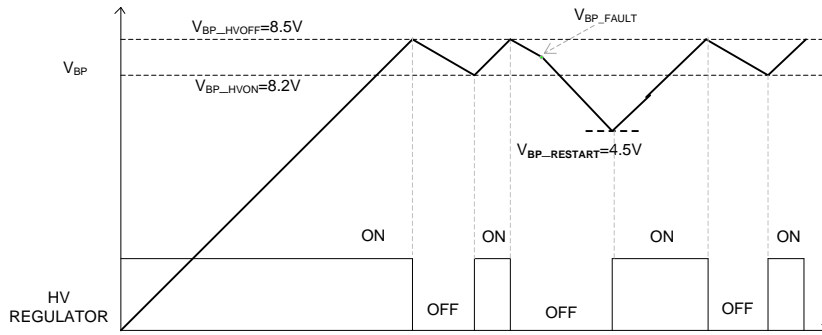 V_BP_HVOFF=8.5V
V_BP_FAULT
V_BP
V_BP_HVON=8.2V
V_BP_RESTART=4.5V
ON
ON
ON
ON
HV
REGULATOR
OFF
OFF
OFF